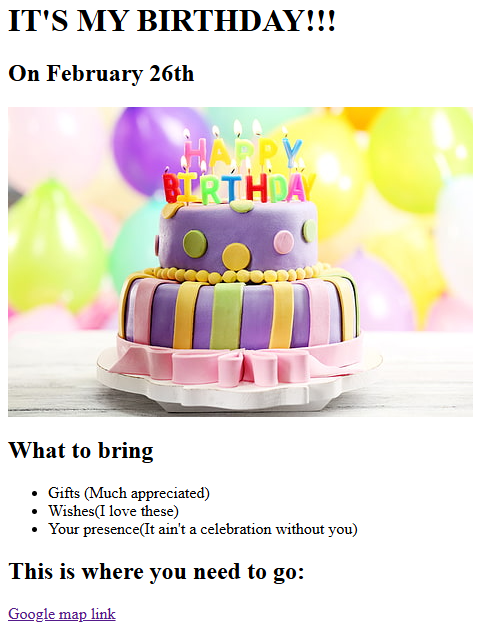 IT'S MY BIRTHDAY!!!
On February 26th
HAPPY
BIRTHDAY
What to bring
Gifts (Much appreciated)
Wishes(I love these)
Your presence(It ain't a celebration without you)
This is where you need to go:
Google map link